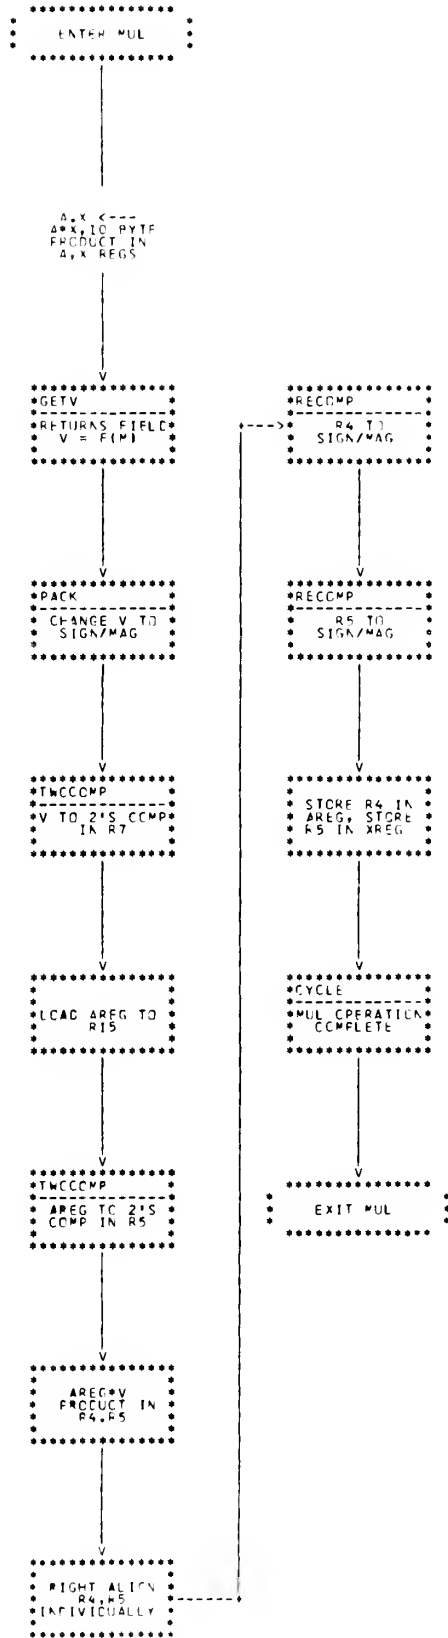 ENTER MUL
A,X <---
A*X,10 BYTE
PRODUCT IN
A,X REGS
GETV
RETURNS FIELD
V = F(M)
PACK
CHANGE V TO
SIGN/MAG
TWCCOMP
V TO 2'S COMP
IN R7
LOAD AREG TO
R15
TWCCOMP
AREG TO 2'S
COMP IN R5
AREG*V
PRODUCT IN
R4,R5
RIGHT ALIGN
R4,R5
INDIVIDUALLY
RECOMP
R4 TO
SIGN/MAG
RECOMP
R5 TO
SIGN/MAG
STORE R4 IN
AREG, STORE
R5 IN XREG
CYCLE
MUL OPERATION
COMPLETE
EXIT MUL